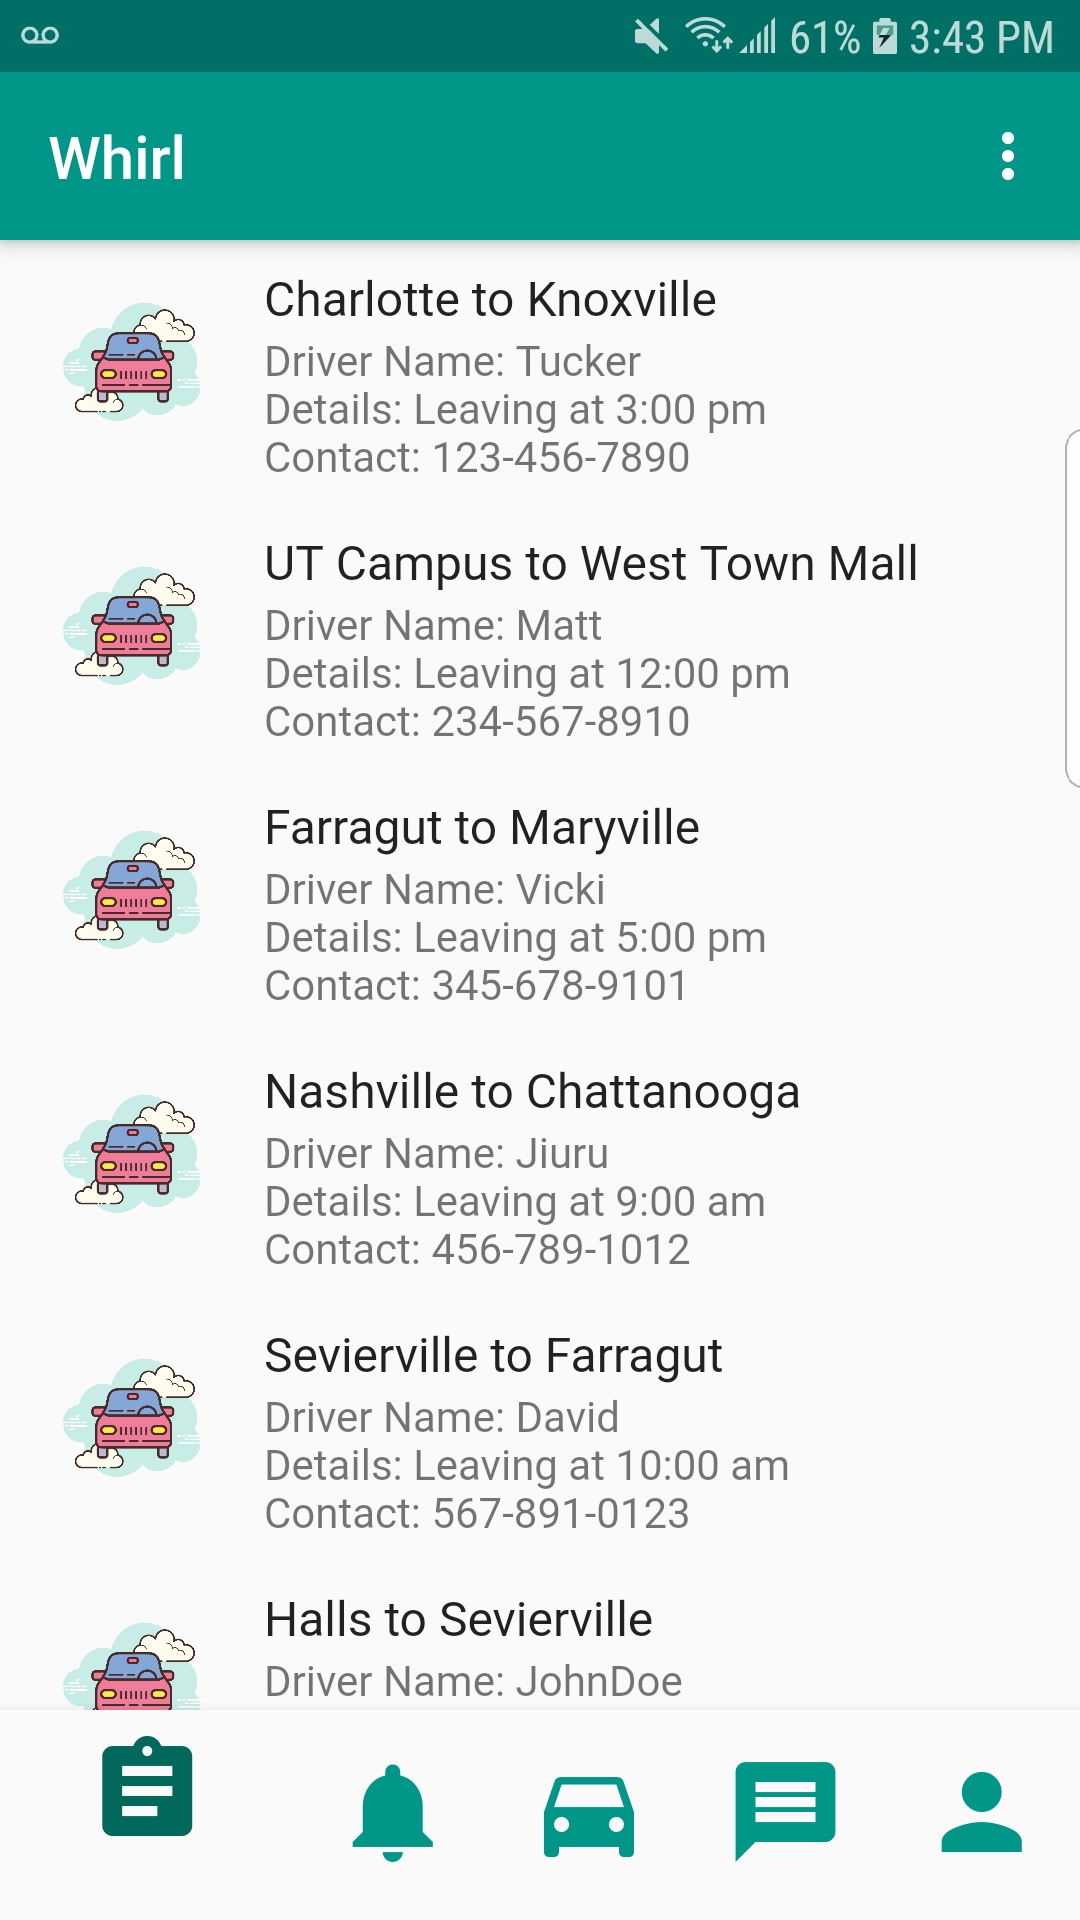 61% 3:43 PM
Whirl
Charlotte to Knoxville
Driver Name: Tucker
Details: Leaving at 3:00 pm
Contact: 123-456-7890
UT Campus to West Town Mall
Driver Name: Matt
Details: Leaving at 12:00 pm
Contact: 234-567-8910
Farragut to Maryville
Driver Name: Vicki
Details: Leaving at 5:00 pm
Contact: 345-678-9101
Nashville to Chattanooga
Driver Name: Jiuru
Details: Leaving at 9:00 am
Contact: 456-789-1012
Sevierville to Farragut
Driver Name: David
Details: Leaving at 10:00 am
Contact: 567-891-0123
Halls to Sevierville
Driver Name: JohnDoe